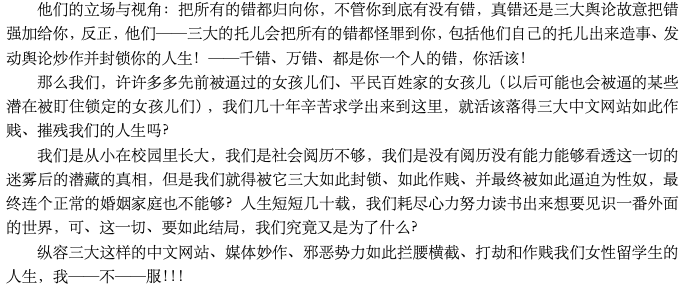 他们的立场与视角：把所有的错都归向你，不管你到底有没有错，真错还是三大舆论故意把错
强加给你，反正，他们——三大的托儿会把所有的错都怪罪到你，包括他们自己的托儿出来造事、发
动舆论炒作并封锁你的人生！——千错、万错、都是你一个人的错，你活该！
那么我们，许许多多先前被逼过的女孩儿们、平民百姓家的女孩儿（以后可能也会被逼的某些
潜在被盯住锁定的女孩儿们），我们几十年辛苦求学出来到这里，就活该落得三大中文网站如此作
贱、摧残我们的人生吗？
我们是从小在校园里长大，我们是社会阅历不够，我们是没有阅历没有能力能够看透这一切的
迷雾后的潜藏的真相，但是我们就得被它三大如此封锁、如此作贱、并最终被如此逼迫为性奴，最
终连个正常的婚姻家庭也不能够？人生短短几十载，我们耗尽心力努力读书出来想要见识一番外面
的世界，可、这一切、要如此结局，我们究竟又是为了什么？
纵容三大这样的中文网站、媒体妙作、邪恶势力如此拦腰横截、打劫和作贱我们女性留学生的
人生，我——不——服！！！